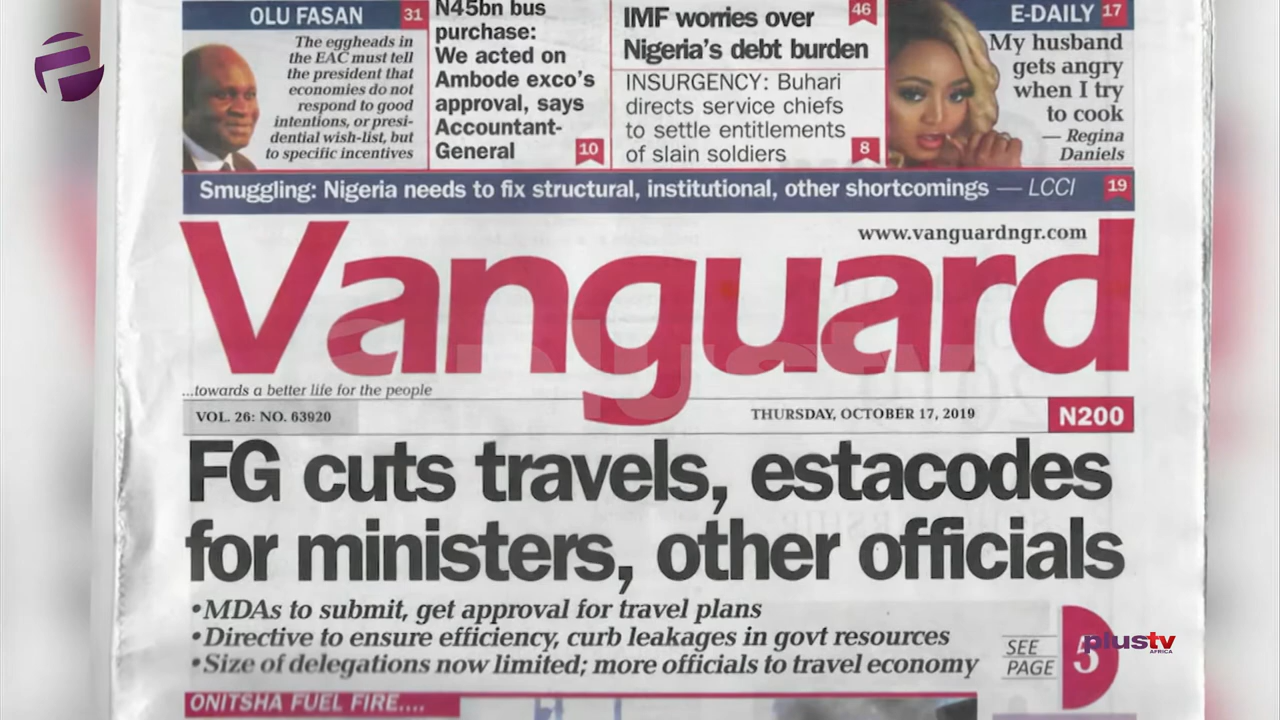 OLU FASAN 31
The eggheads in
the EAC must tell
the president that
economies do not
respond to good
intentions, or presi-
dential wish-list, but
to specific incentives
N45bn bus
purchase:
We acted on
Ambode exco's
approval, says
Accountant-
General 10
IMF worries over 46
Nigeria's debt burden
INSURGENCY: Buhari
directs service chiefs
to settle entitlements
of slain soldiers 8
E-DAILY 17
My husband
gets angry
when I try
to cook
— Regina
Daniels
Smuggling: Nigeria needs to fix structural, institutional, other shortcomings — LCCI 19
www.vanguardngr.com
Vanguard
...towards a better life for the people
VOL. 26: NO. 63920 THURSDAY, OCTOBER 17, 2019 N200
FG cuts travels, estacodes
for ministers, other officials
•MDAs to submit, get approval for travel plans
•Directive to ensure efficiency, curb leakages in govt resources
•Size of delegations now limited; more officials to travel economy
SEE
PAGE 5
plustv
AFRICA
ONITSHA FUEL FIRE....